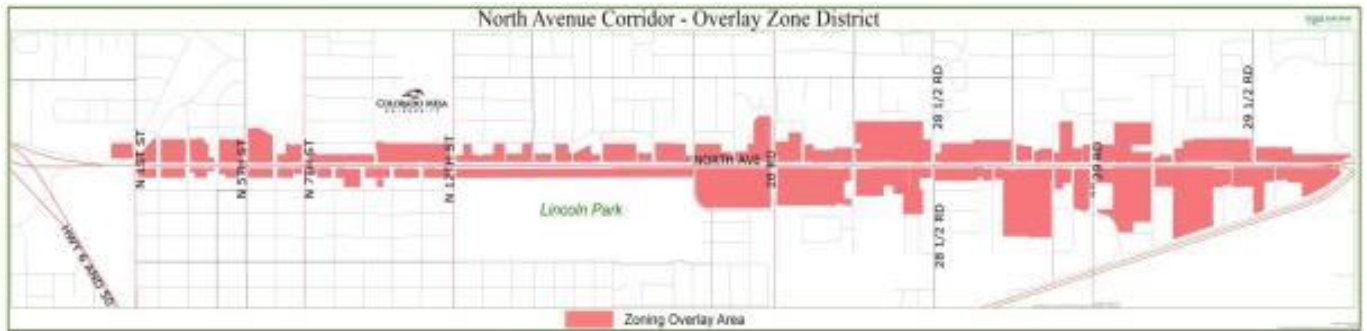 North Avenue Corridor - Overlay Zone District
COLORADO MESA
UNIVERSITY
N 1ST ST
N 5TH ST
N 7TH ST
N 12TH ST
NORTH AVE
28 RD
28 1/2 RD
29 RD
29 1/2 RD
Lincoln Park
28 1/2 RD
HWY 6 AND 50
Zoning Overlay Area